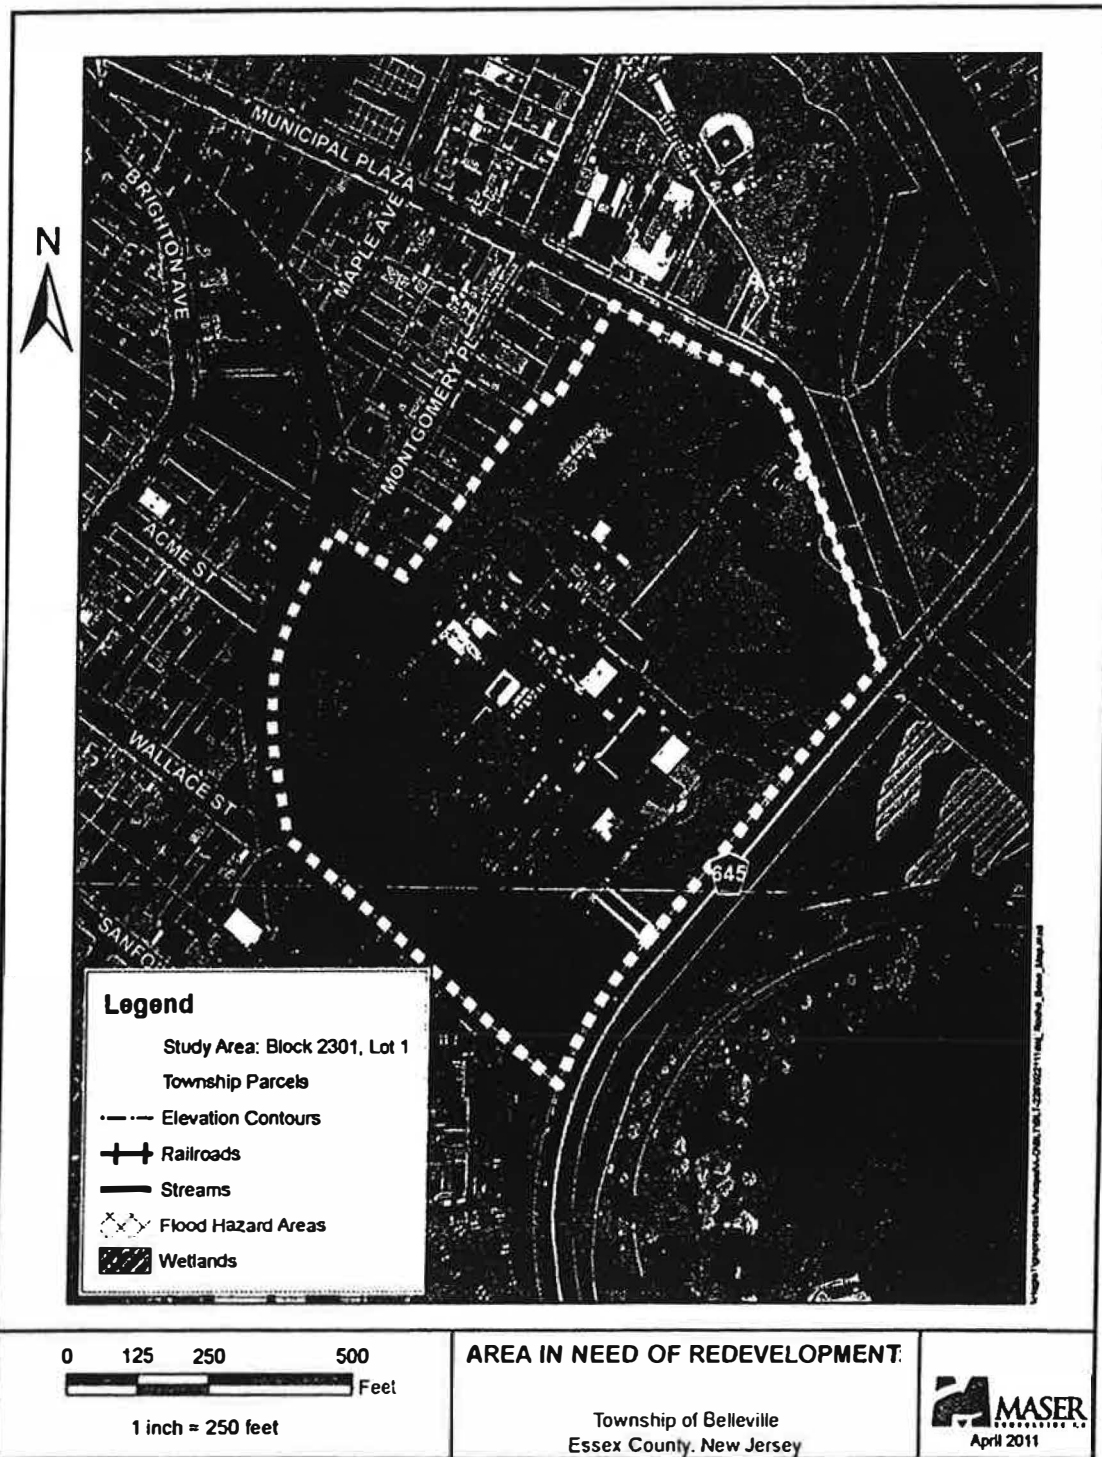 MUNICIPAL PLAZA
BRIGHTON AVE
MAPLE AVE
N
MONTGOMERY
ACME ST
WALLACE ST
645
SANFO
Legend
Study Area: Block 2301, Lot 1
Township Parcels
Elevation Contours
Railroads
Streams
Flood Hazard Areas
Wetlands
0 125 250 500
Feet
1 inch = 250 feet
AREA IN NEED OF REDEVELOPMENT:
Township of Belleville
Essex County, New Jersey
MASER
April 2011